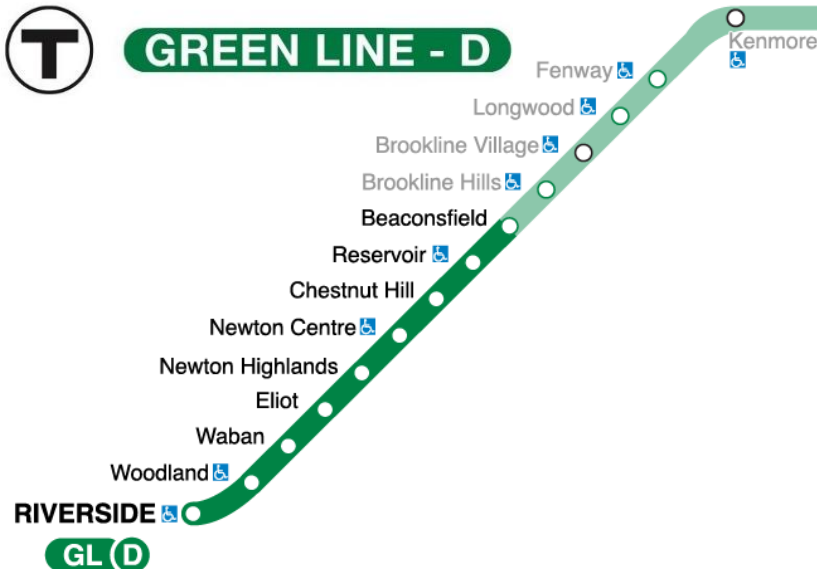 T
GREEN LINE - D
Kenmore
Fenway
Longwood
Brookline Village
Brookline Hills
Beaconsfield
Reservoir
Chestnut Hill
Newton Centre
Newton Highlands
Eliot
Waban
Woodland
RIVERSIDE
GL D